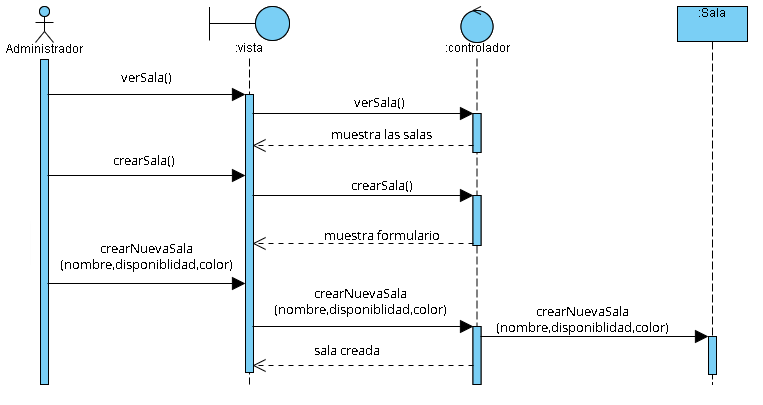 :Sala
Administrador
:vista
:controlador
verSala()
verSala()
muestra las salas
crearSala()
crearSala()
muestra formulario
crearNuevaSala
(nombre,disponiblidad,color)
crearNuevaSala
(nombre,disponiblidad,color)
crearNuevaSala
(nombre,disponiblidad,color)
sala creada